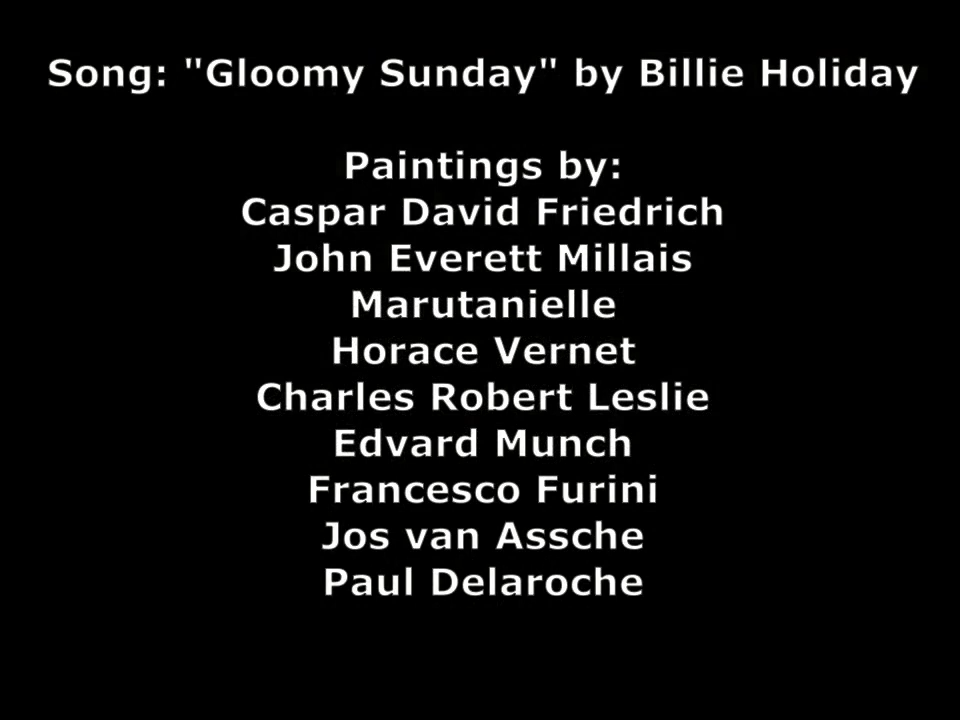 Song: "Gloomy Sunday" by Billie Holiday
Paintings by:
Caspar David Friedrich
John Everett Millais
Marutanielle
Horace Vernet
Charles Robert Leslie
Edvard Munch
Francesco Furini
Jos van Assche
Paul Delaroche